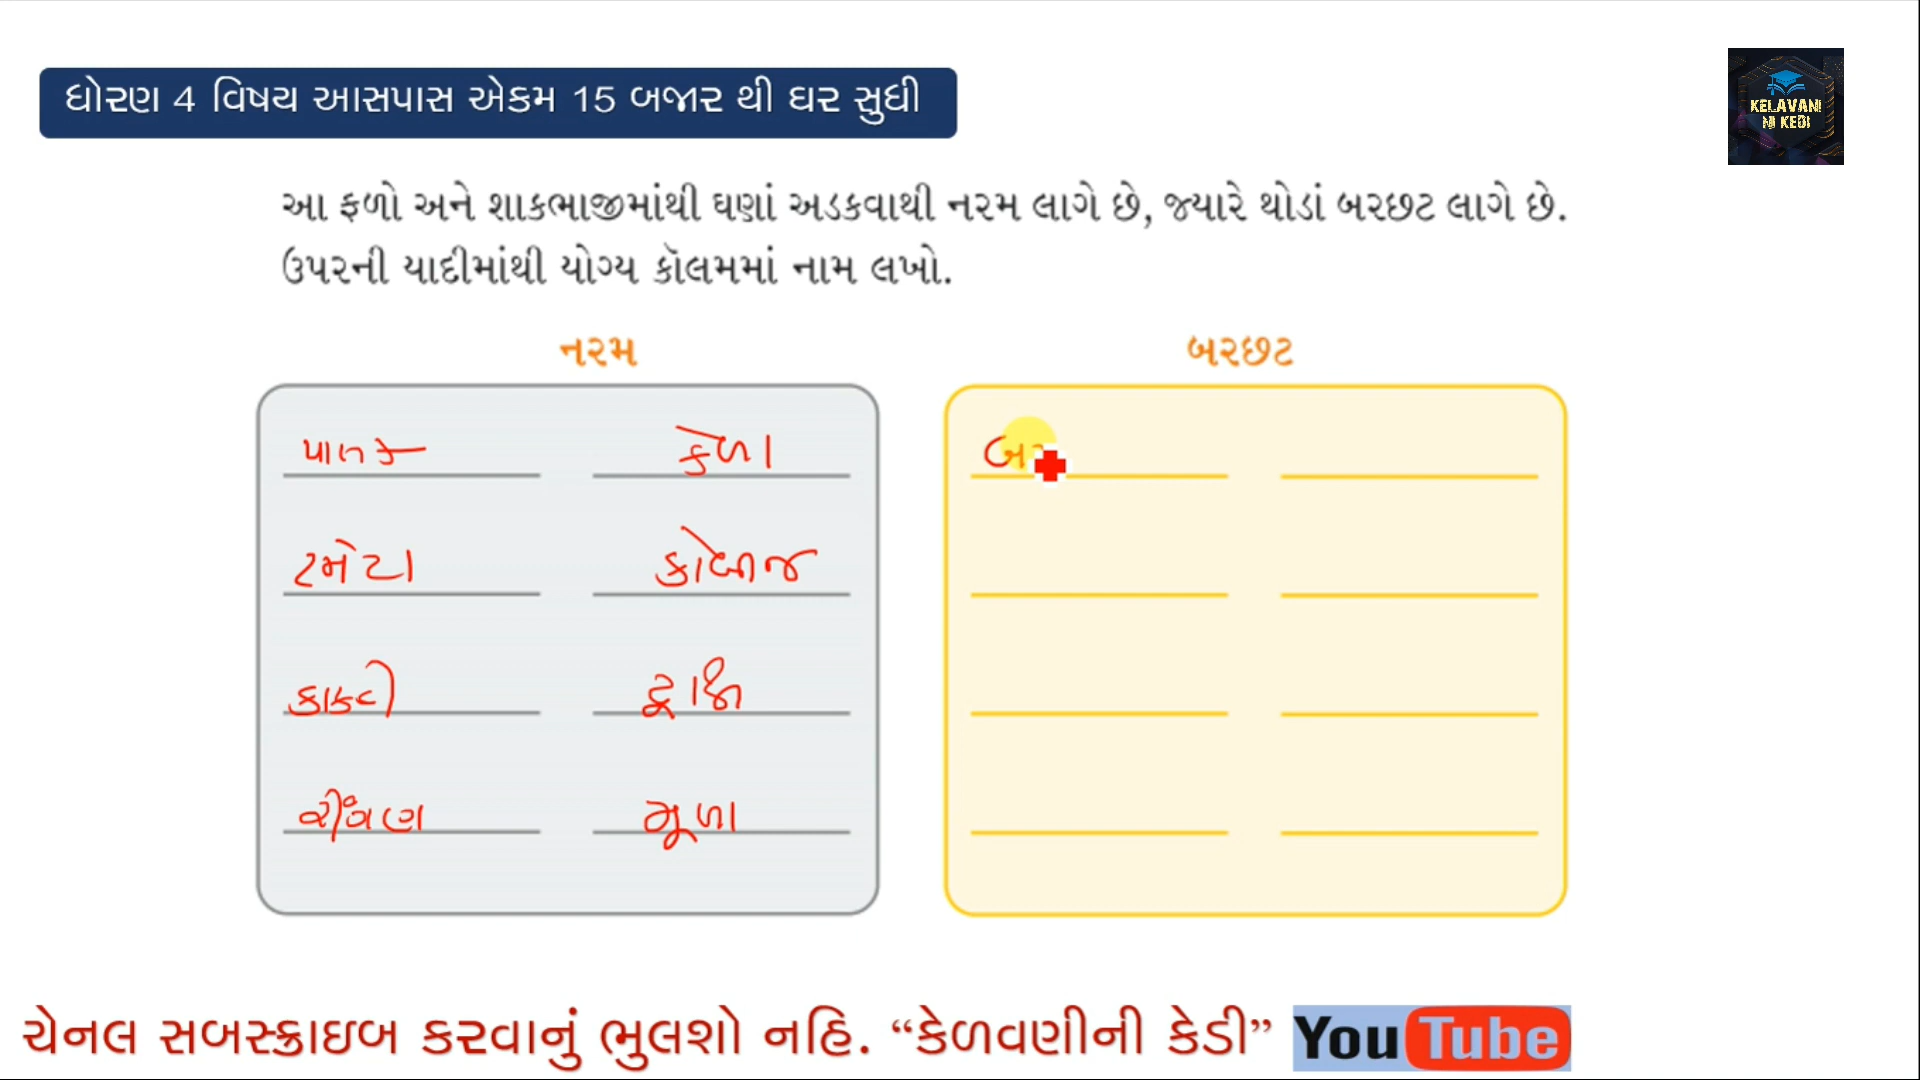 ધોરણ 4 વિષય આસપાસ એકમ 15 બજાર થી ઘર સુધી
KELAVANI
NI KEDI
આ ફળો અને શાકભાજીમાંથી ઘણાં અડકવાથી નરમ લાગે છે, જ્યારે થોડાં બરછટ લાગે છે.
ઉપરની યાદીમાંથી યોગ્ય કૉલમમાં નામ લખો.
નરમ
પાલક કેળા
ટમેટા કોબીજ
કાકડી દ્રાક્ષ
રીંગણ મૂળા
બરછટ
ચેનલ સબસ્ક્રાઇબ કરવાનું ભુલશો નહિ. “કેળવણીની કેડી” YouTube